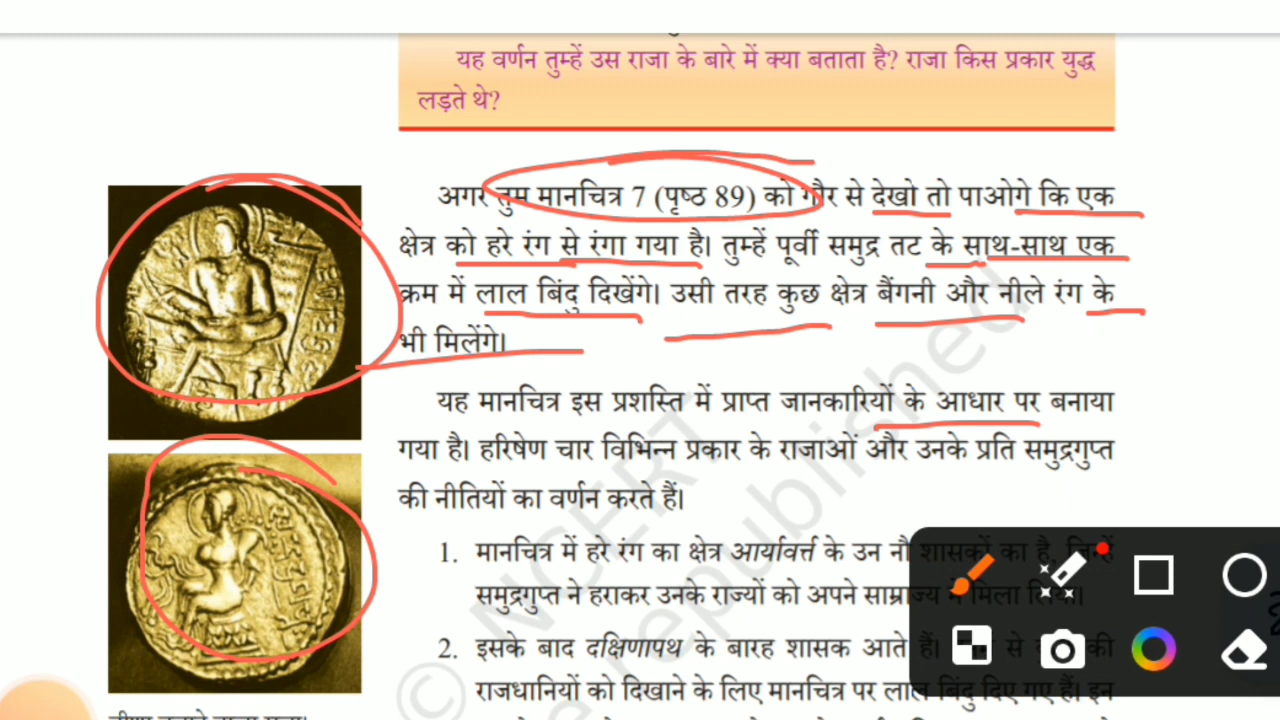 यह वर्णन तुम्हें उस राजा के बारे में क्या बताता है? राजा किस प्रकार युद्ध
लड़ते थे?
अगर तुम मानचित्र 7 (पृष्ठ 89) को गौर से देखो तो पाओगे कि एक
क्षेत्र को हरे रंग से रंगा गया है। तुम्हें पूर्वी समुद्र तट के साथ-साथ एक
क्रम में लाल बिंदु दिखेंगे। उसी तरह कुछ क्षेत्र बैंगनी और नीले रंग के
भी मिलेंगे।
यह मानचित्र इस प्रशस्ति में प्राप्त जानकारियों के आधार पर बनाया
गया है। हरिषेण चार विभिन्न प्रकार के राजाओं और उनके प्रति समुद्रगुप्त
की नीतियों का वर्णन करते हैं।
1. मानचित्र में हरे रंग का क्षेत्र आर्यावर्त्त के उन नौ शासकों का है, जिन्हें
समुद्रगुप्त ने हराकर उनके राज्यों को अपने साम्राज्य में मिला लिया।
2. इसके बाद दक्षिणापथ के बारह शासक आते हैं। से की
राजधानियों को दिखाने के लिए मानचित्र पर लाल बिंदु दिए गए हैं। इन
© NCERT
republished